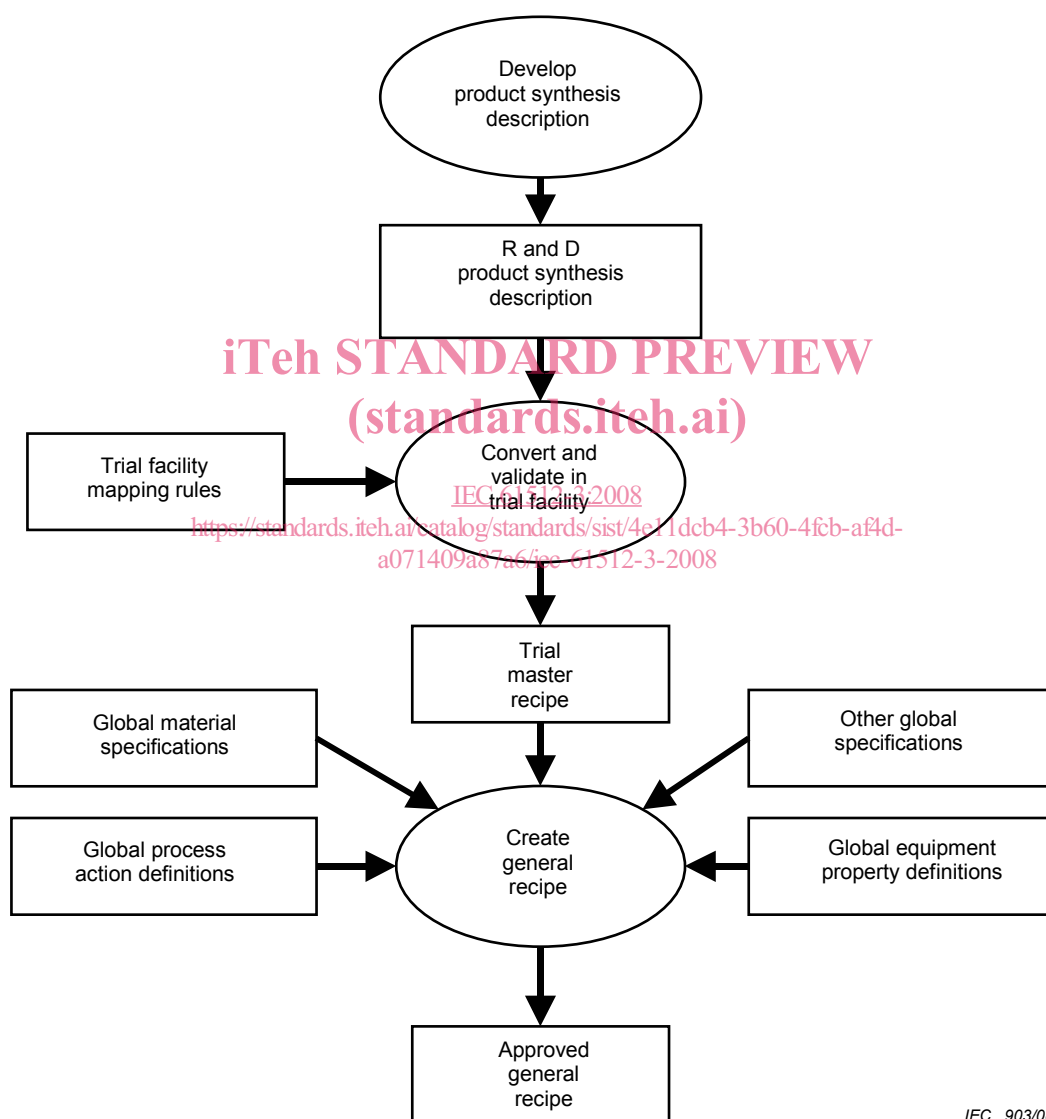 Develop
product synthesis
description
R and D
product synthesis
description
iTeh STANDARD PREVIEW
(standards.iteh.ai)
Trial facility
mapping rules
Convert and
validate in
trial facility
IEC 61512-3:2008
https://standards.iteh.ai/catalog/standards/sist/4e11dcb4-3b60-4fcb-af4d-
a071409a87a6/iec-61512-3-2008
Trial
master
recipe
Global material
specifications
Other global
specifications
Global process
action definitions
Create
general
recipe
Global equipment
property definitions
Approved
general
recipe
IEC 903/0